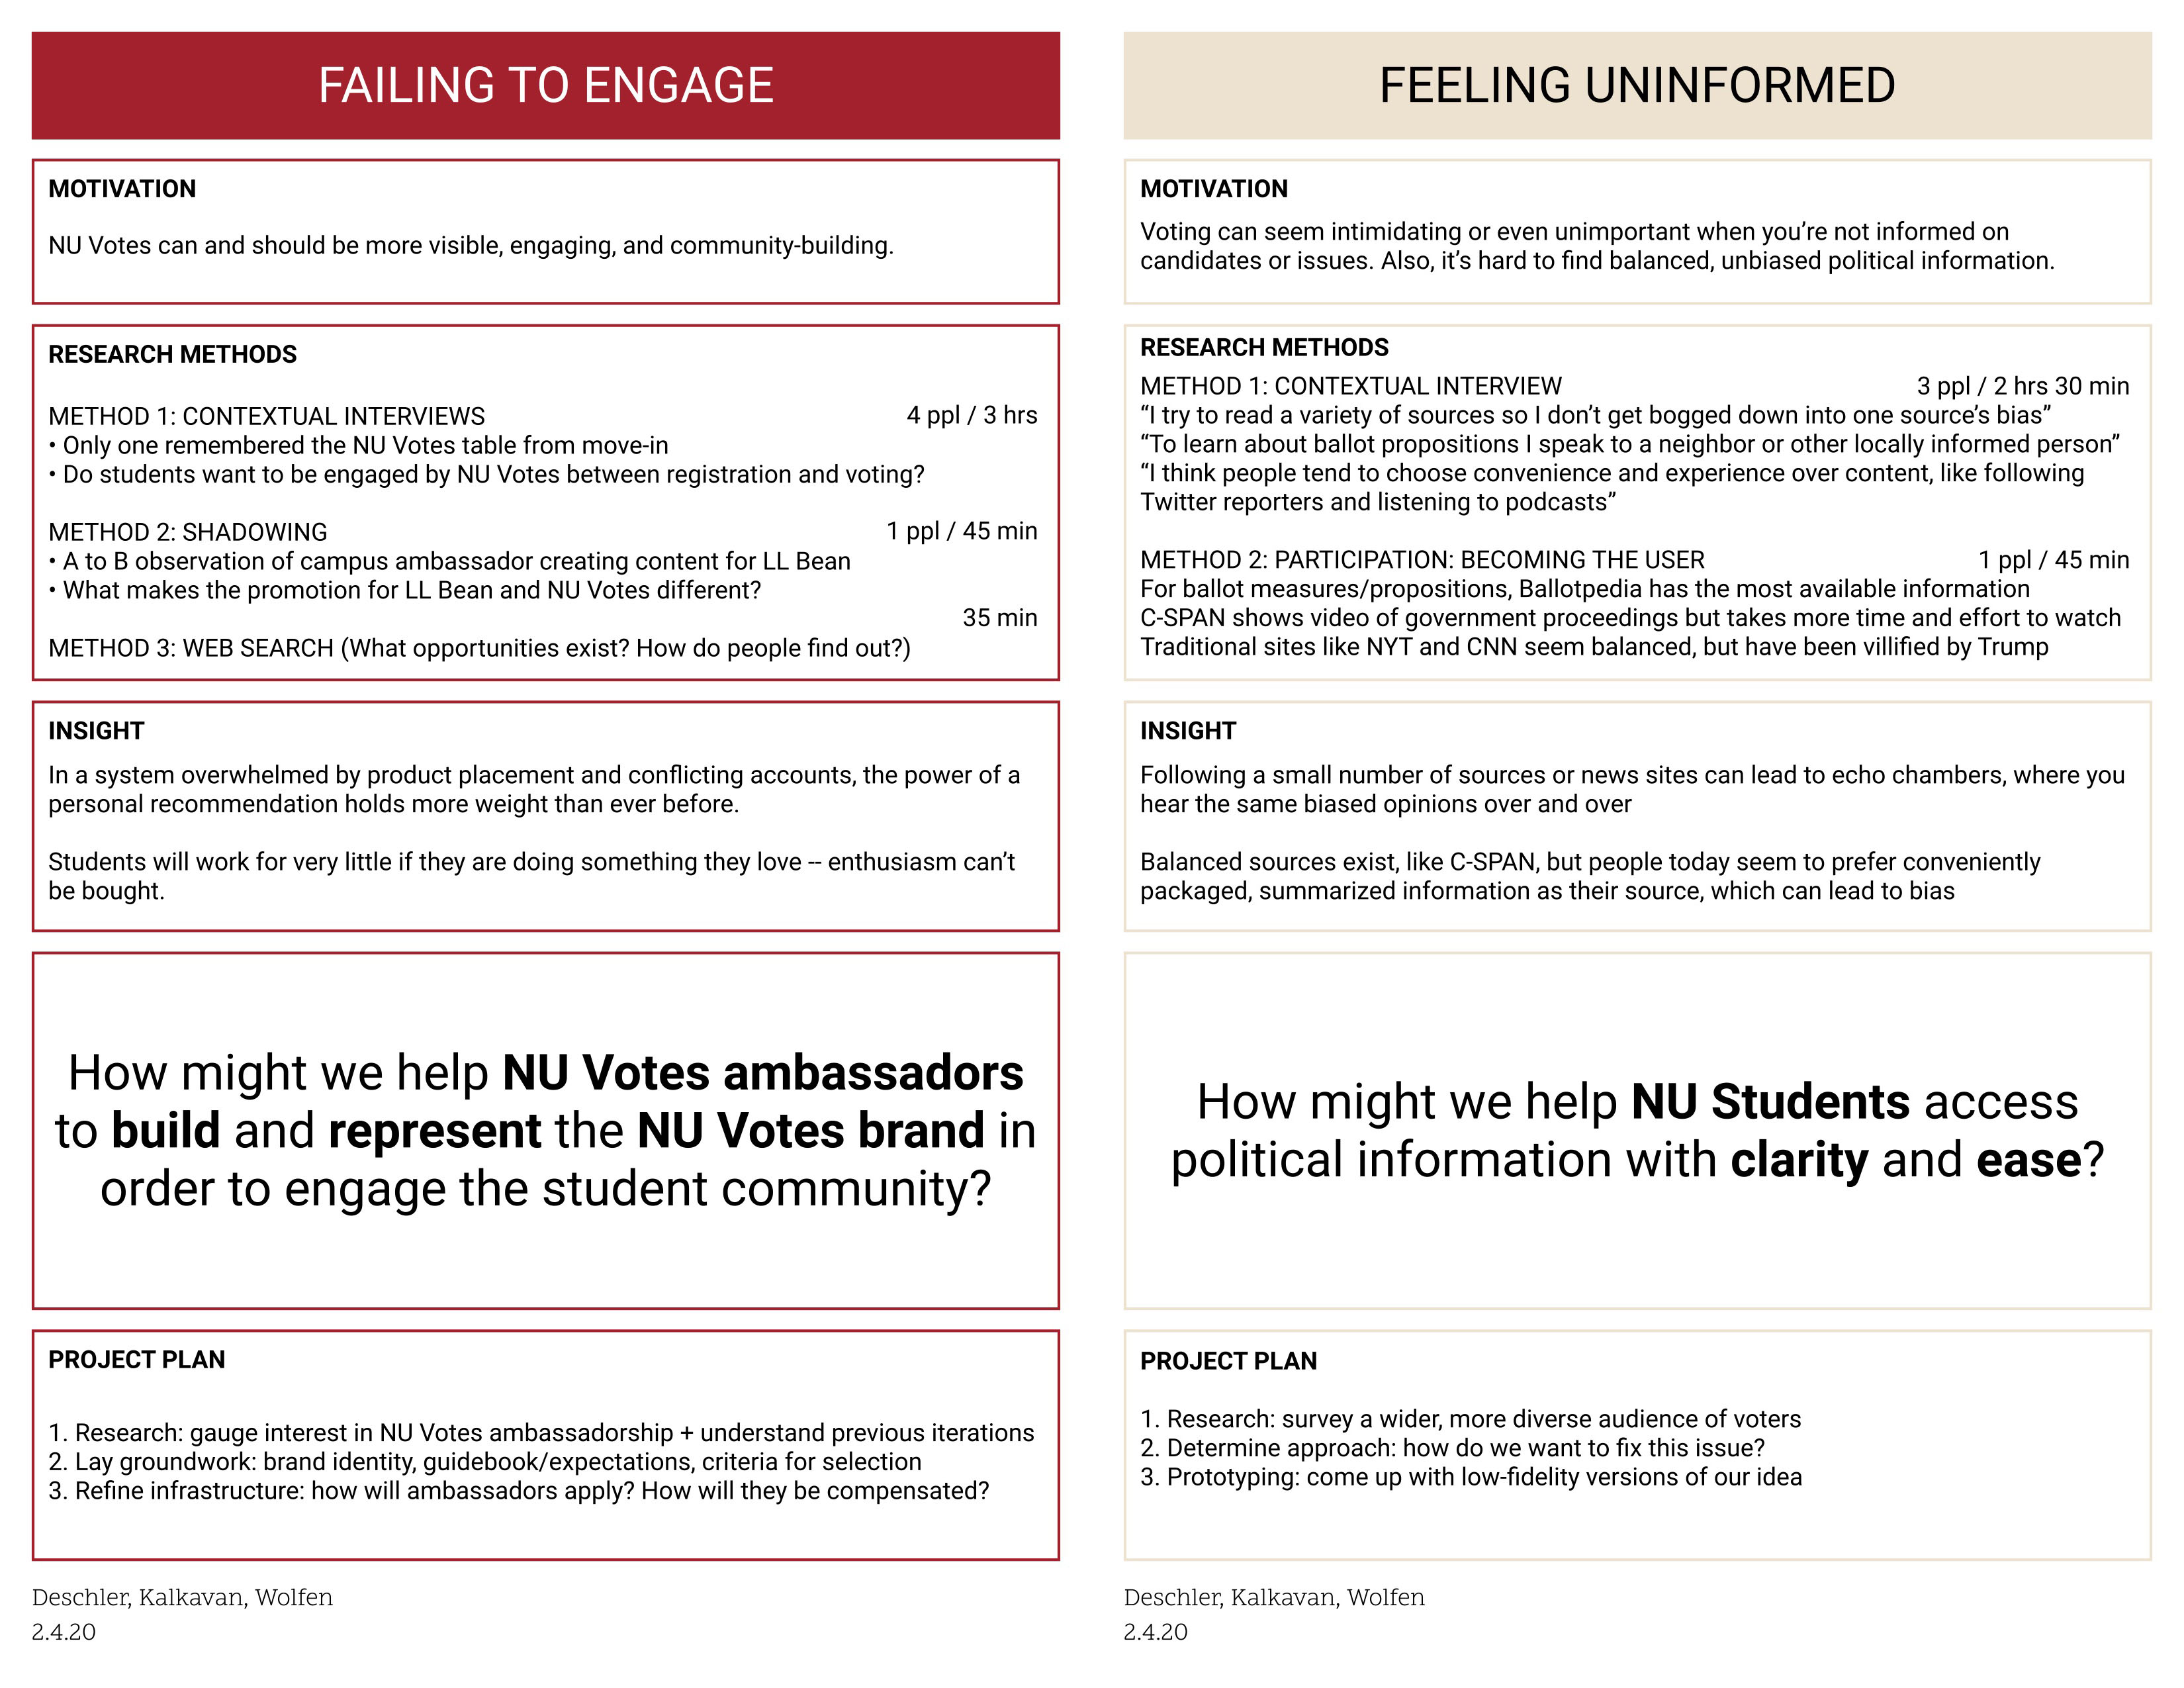 FAILING TO ENGAGE
MOTIVATION
NU Votes can and should be more visible, engaging, and community-building.
RESEARCH METHODS
METHOD 1: CONTEXTUAL INTERVIEWS 4 ppl / 3 hrs
• Only one remembered the NU Votes table from move-in
• Do students want to be engaged by NU Votes between registration and voting?
METHOD 2: SHADOWING 1 ppl / 45 min
• A to B observation of campus ambassador creating content for LL Bean
• What makes the promotion for LL Bean and NU Votes different?
35 min
METHOD 3: WEB SEARCH (What opportunities exist? How do people find out?)
INSIGHT
In a system overwhelmed by product placement and conflicting accounts, the power of a
personal recommendation holds more weight than ever before.
Students will work for very little if they are doing something they love -- enthusiasm can’t
be bought.
How might we help NU Votes ambassadors
to build and represent the NU Votes brand in
order to engage the student community?
PROJECT PLAN
1. Research: gauge interest in NU Votes ambassadorship + understand previous iterations
2. Lay groundwork: brand identity, guidebook/expectations, criteria for selection
3. Refine infrastructure: how will ambassadors apply? How will they be compensated?
Deschler, Kalkavan, Wolfen
2.4.20
FEELING UNINFORMED
MOTIVATION
Voting can seem intimidating or even unimportant when you’re not informed on
candidates or issues. Also, it’s hard to find balanced, unbiased political information.
RESEARCH METHODS
METHOD 1: CONTEXTUAL INTERVIEW 3 ppl / 2 hrs 30 min
“I try to read a variety of sources so I don’t get bogged down into one source’s bias”
“To learn about ballot propositions I speak to a neighbor or other locally informed person”
“I think people tend to choose convenience and experience over content, like following
Twitter reporters and listening to podcasts”
METHOD 2: PARTICIPATION: BECOMING THE USER 1 ppl / 45 min
For ballot measures/propositions, Ballotpedia has the most available information
C-SPAN shows video of government proceedings but takes more time and effort to watch
Traditional sites like NYT and CNN seem balanced, but have been villified by Trump
INSIGHT
Following a small number of sources or news sites can lead to echo chambers, where you
hear the same biased opinions over and over
Balanced sources exist, like C-SPAN, but people today seem to prefer conveniently
packaged, summarized information as their source, which can lead to bias
How might we help NU Students access
political information with clarity and ease?
PROJECT PLAN
1. Research: survey a wider, more diverse audience of voters
2. Determine approach: how do we want to fix this issue?
3. Prototyping: come up with low-fidelity versions of our idea
Deschler, Kalkavan, Wolfen
2.4.20